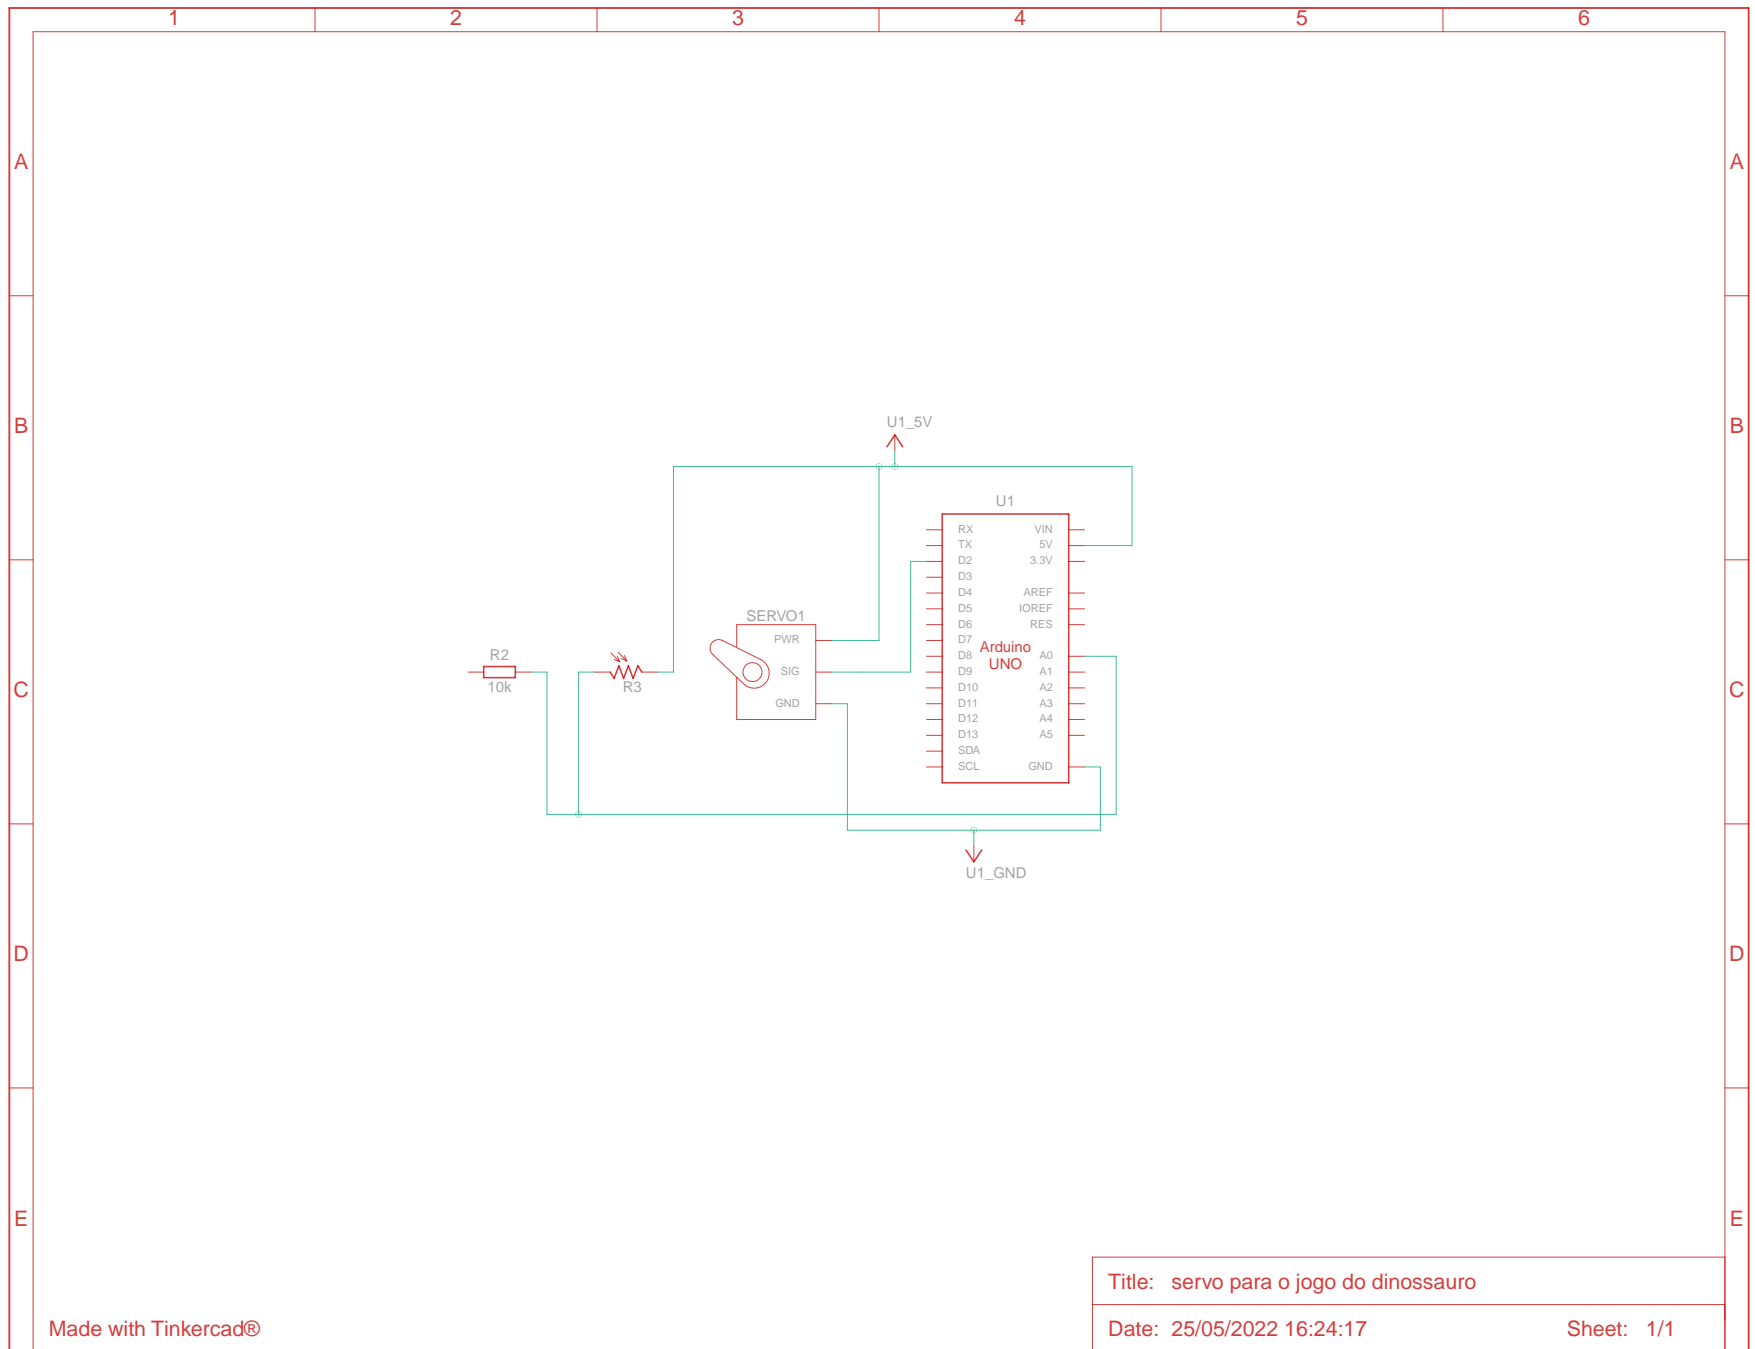 1 2 3 4 5 6
A A
B B
U1_5V
U1
RX VIN
TX 5V
D2 3.3V
D3
D4 AREF
D5 IOREF
D6 RES
D7
Arduino
UNO
D8 A0
D9 A1
D10 A2
D11 A3
D12 A4
D13 A5
SDA
SCL GND
SERVO1
PWR
SIG
GND
R2
10k
R3
C C
U1_GND
D D
E E
Title: servo para o jogo do dinossauro
Made with Tinkercad®
Date: 25/05/2022 16:24:17 Sheet: 1/1